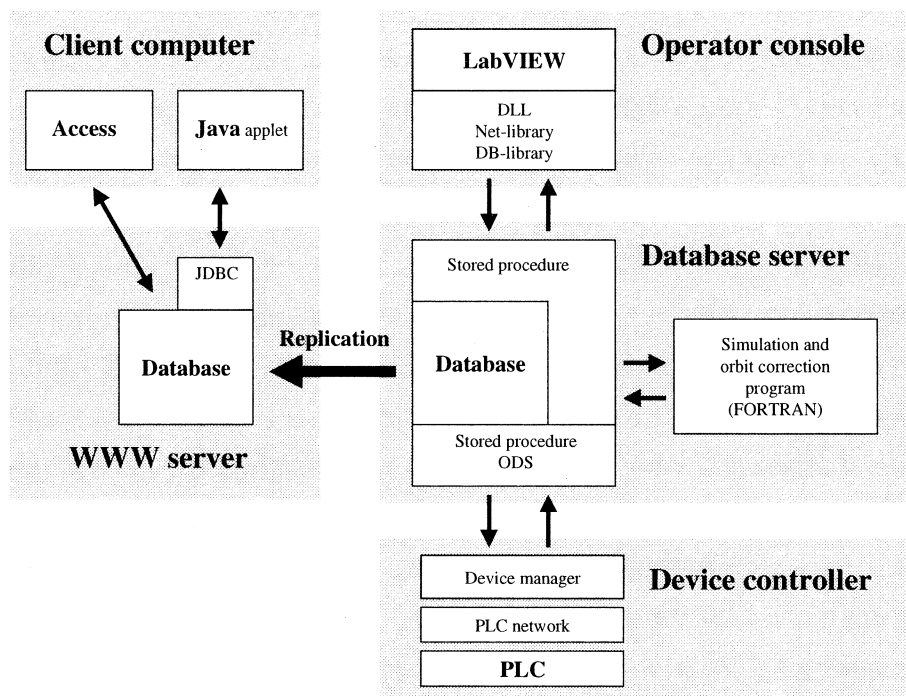 Client computer
Access
Java applet
JDBC
Database
WWW server
Replication
Operator console
LabVIEW
DLL
Net-library
DB-library
Database server
Stored procedure
Database
Stored procedure
ODS
Simulation and
orbit correction
program
(FORTRAN)
Device controller
Device manager
PLC network
PLC